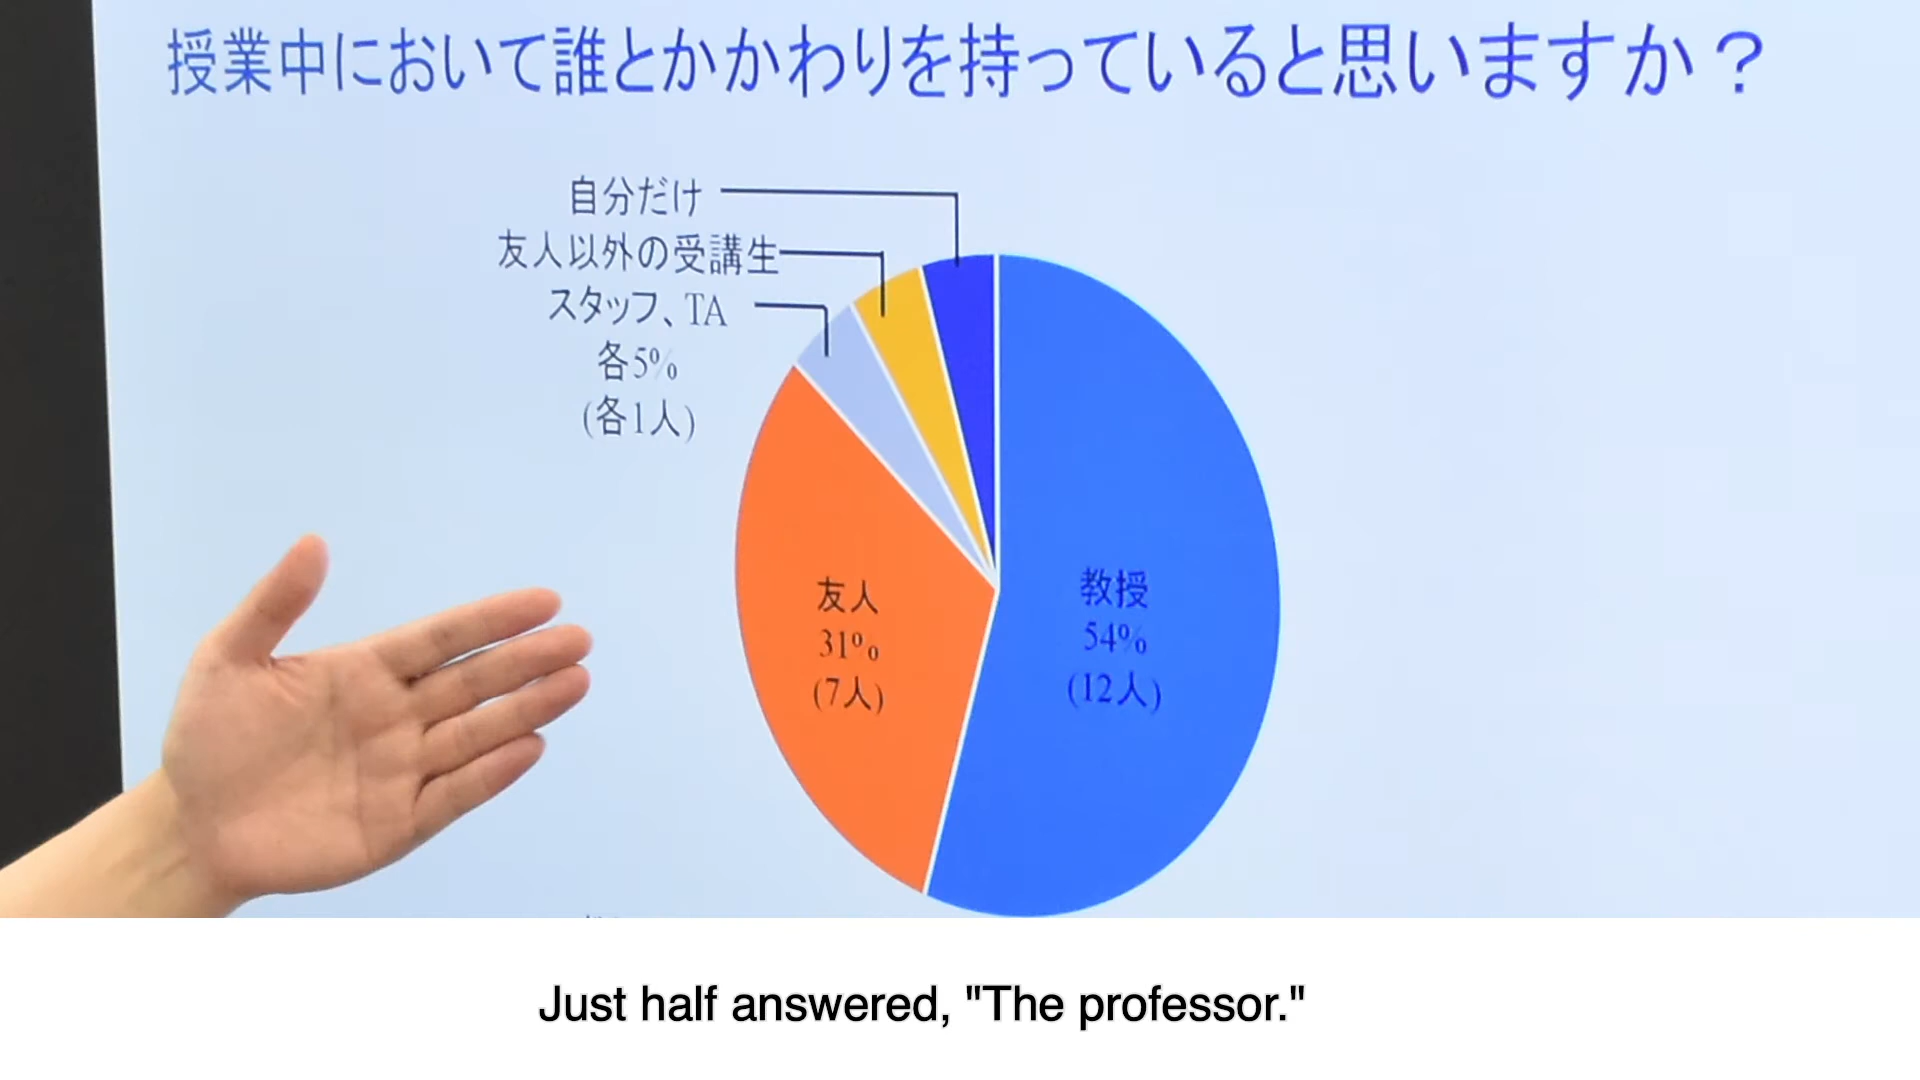 授業中において誰とかかわりを持っていると思いますか？
自分だけ
友人以外の受講生
スタッフ、TA
各5%
(各1人)
友人
31%
(7人)
教授
54%
(12人)
Just half answered, "The professor."